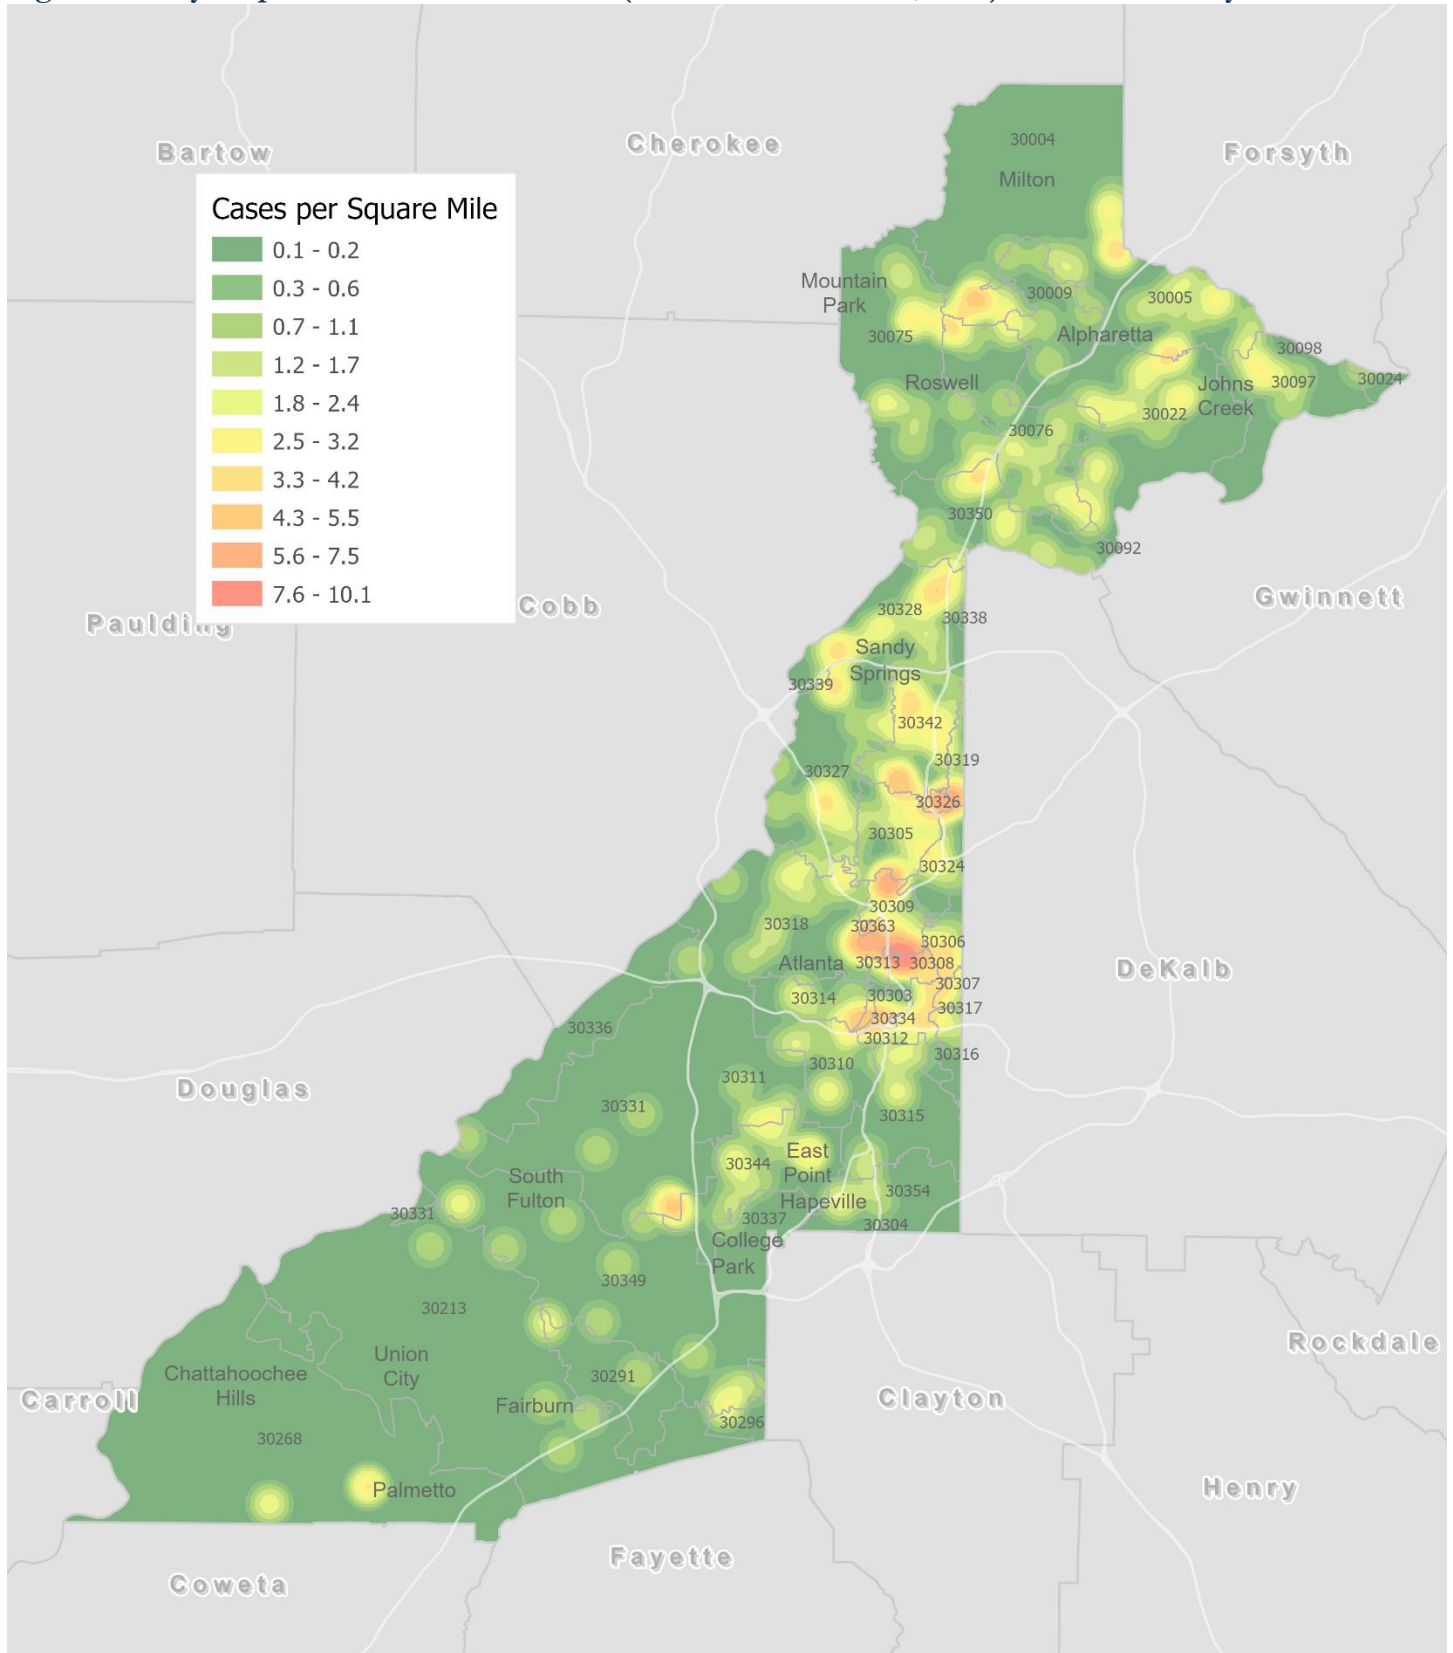 Bartow
Cherokee
Forsyth
30004
Milton
Cases per Square Mile
0.1 - 0.2
0.3 - 0.6
0.7 - 1.1
1.2 - 1.7
1.8 - 2.4
2.5 - 3.2
3.3 - 4.2
4.3 - 5.5
5.6 - 7.5
7.6 - 10.1
Mountain
Park
30009
30005
30075
Alpharetta
30098
Roswell
Johns
Creek
30097
30024
30022
30076
30350
30092
Cobb
Paulding
Gwinnett
30328
30338
Sandy
Springs
30339
30342
30319
30327
30326
30305
30324
30309
30318
30363
30306
Atlanta
30313
30308
DeKalb
30307
30314
30303
30317
30334
30336
30312
30316
30310
30311
Douglas
30331
30315
East
Point
30344
South
Fulton
30354
Hapeville
30331
30337
30304
College
Park
30349
30213
Rockdale
Union
City
Chattahoochee
Hills
30291
Carroll
Fairburn
Clayton
30296
30268
Palmetto
Henry
Fayette
Coweta